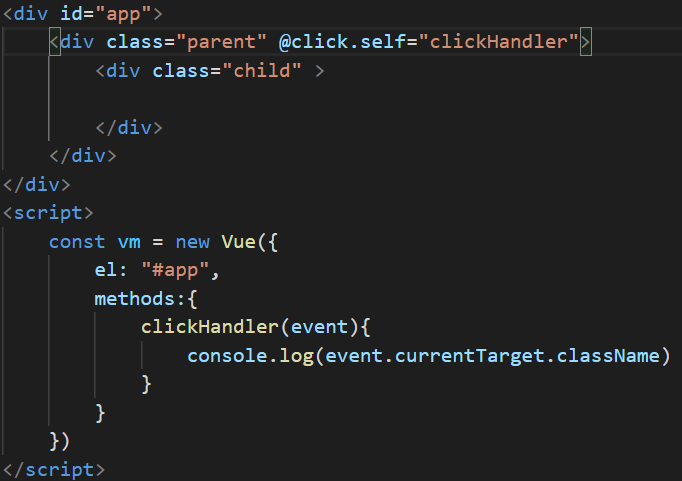 <div id="app">
    <div class="parent" @click.self="clickHandler">
        <div class="child" >

        </div>
    </div>
</div>
<script>
    const vm = new Vue({
        el: "#app",
        methods:{
            clickHandler(event){
                console.log(event.currentTarget.className)
            }
        }
    })
</script>